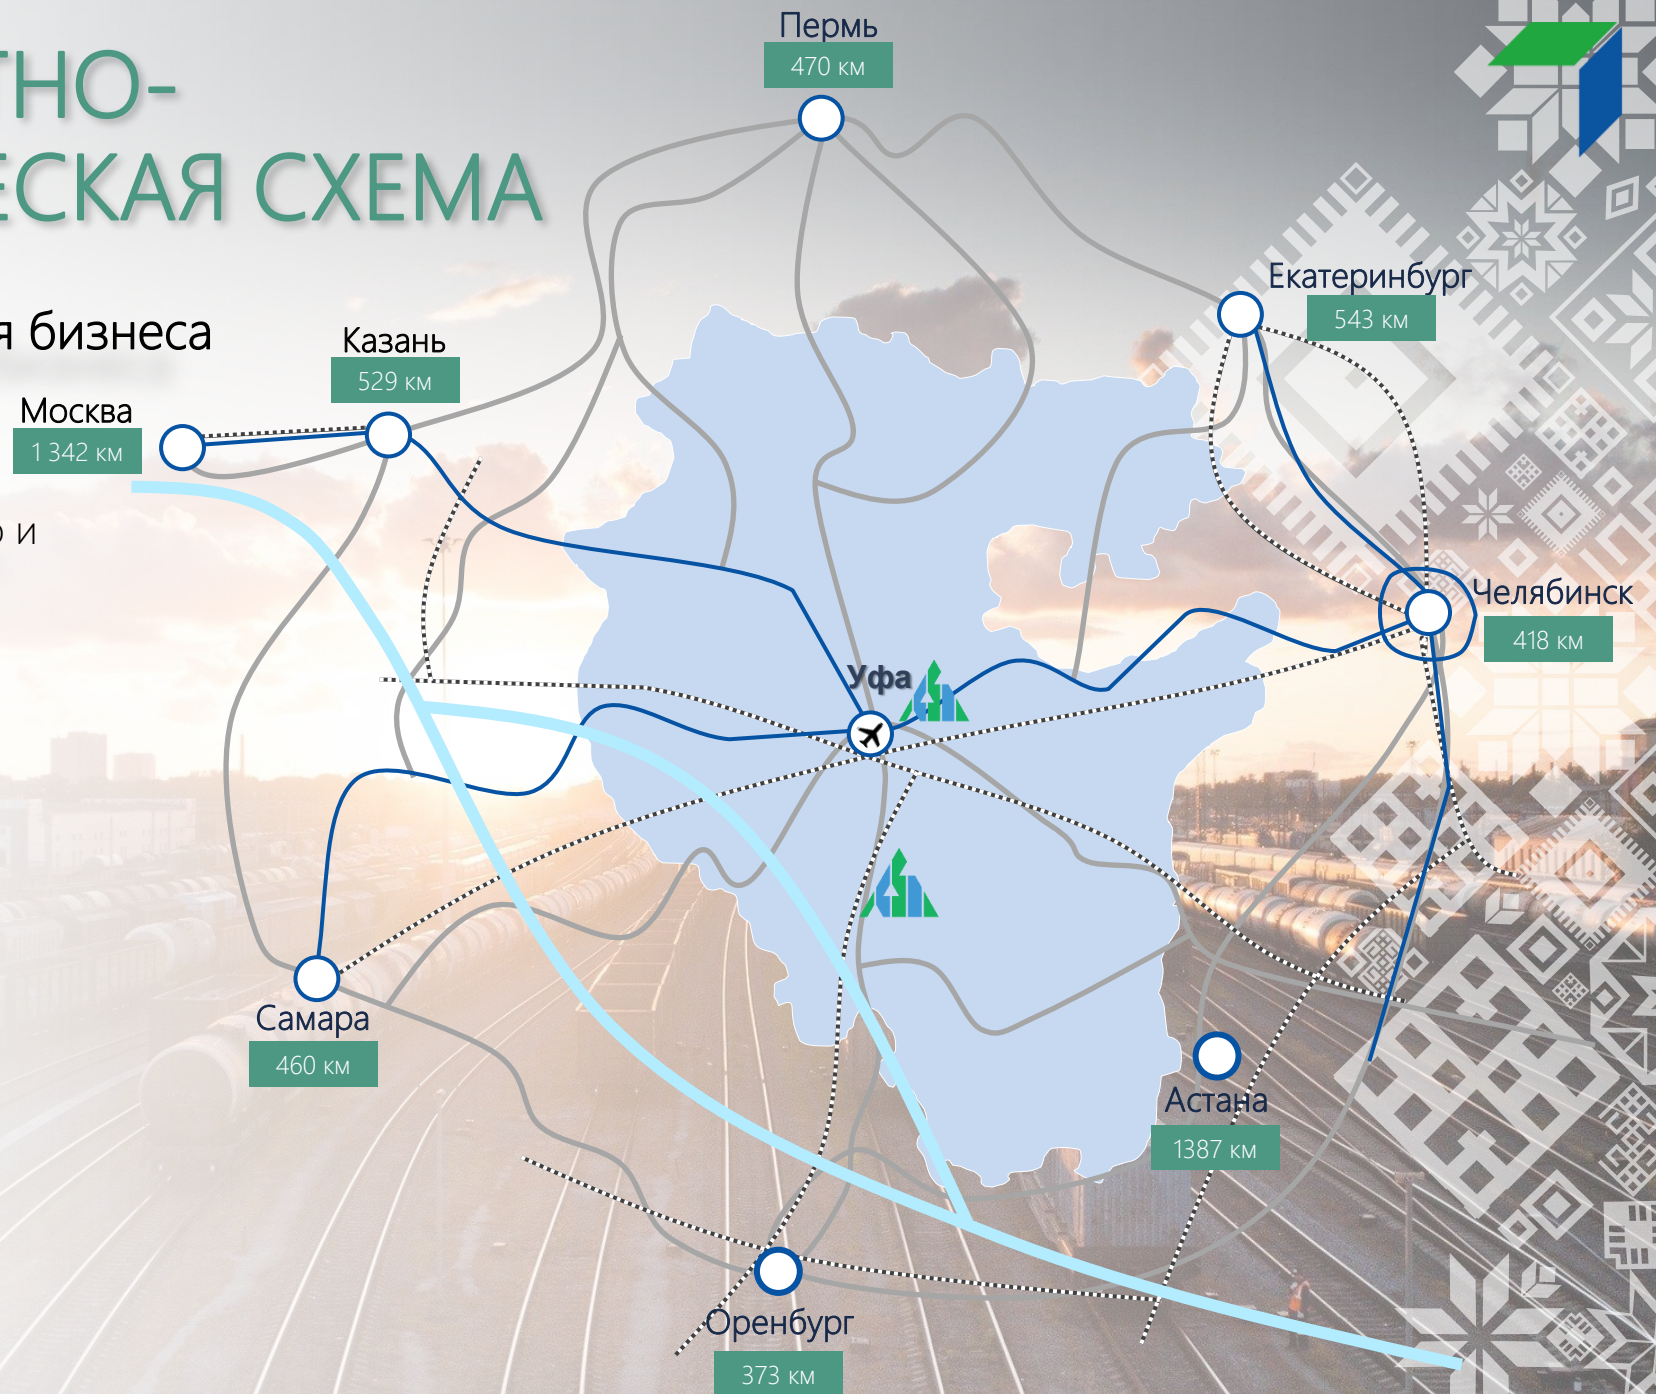 ТНО-
ЕСКАЯ СХЕМА
я бизнеса
о и
Пермь
470 км
Екатеринбург
543 км
Казань
529 км
Москва
1 342 км
Челябинск
418 км
Уфа
Самара
460 км
Астана
1387 км
Оренбург
373 км